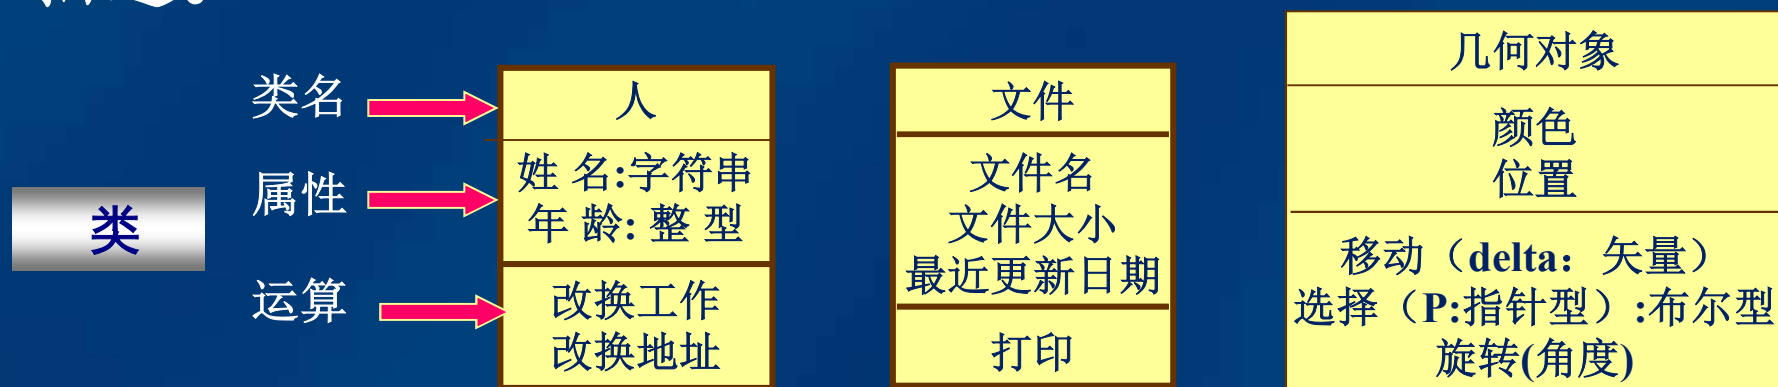 类
类名
属性
运算
人
姓 名:字符串
年 龄: 整 型
改换工作
改换地址
文件
文件名
文件大小
最近更新日期
打印
几何对象
颜色
位置
移动（delta：矢量）
选择（P:指针型）:布尔型
旋转(角度)